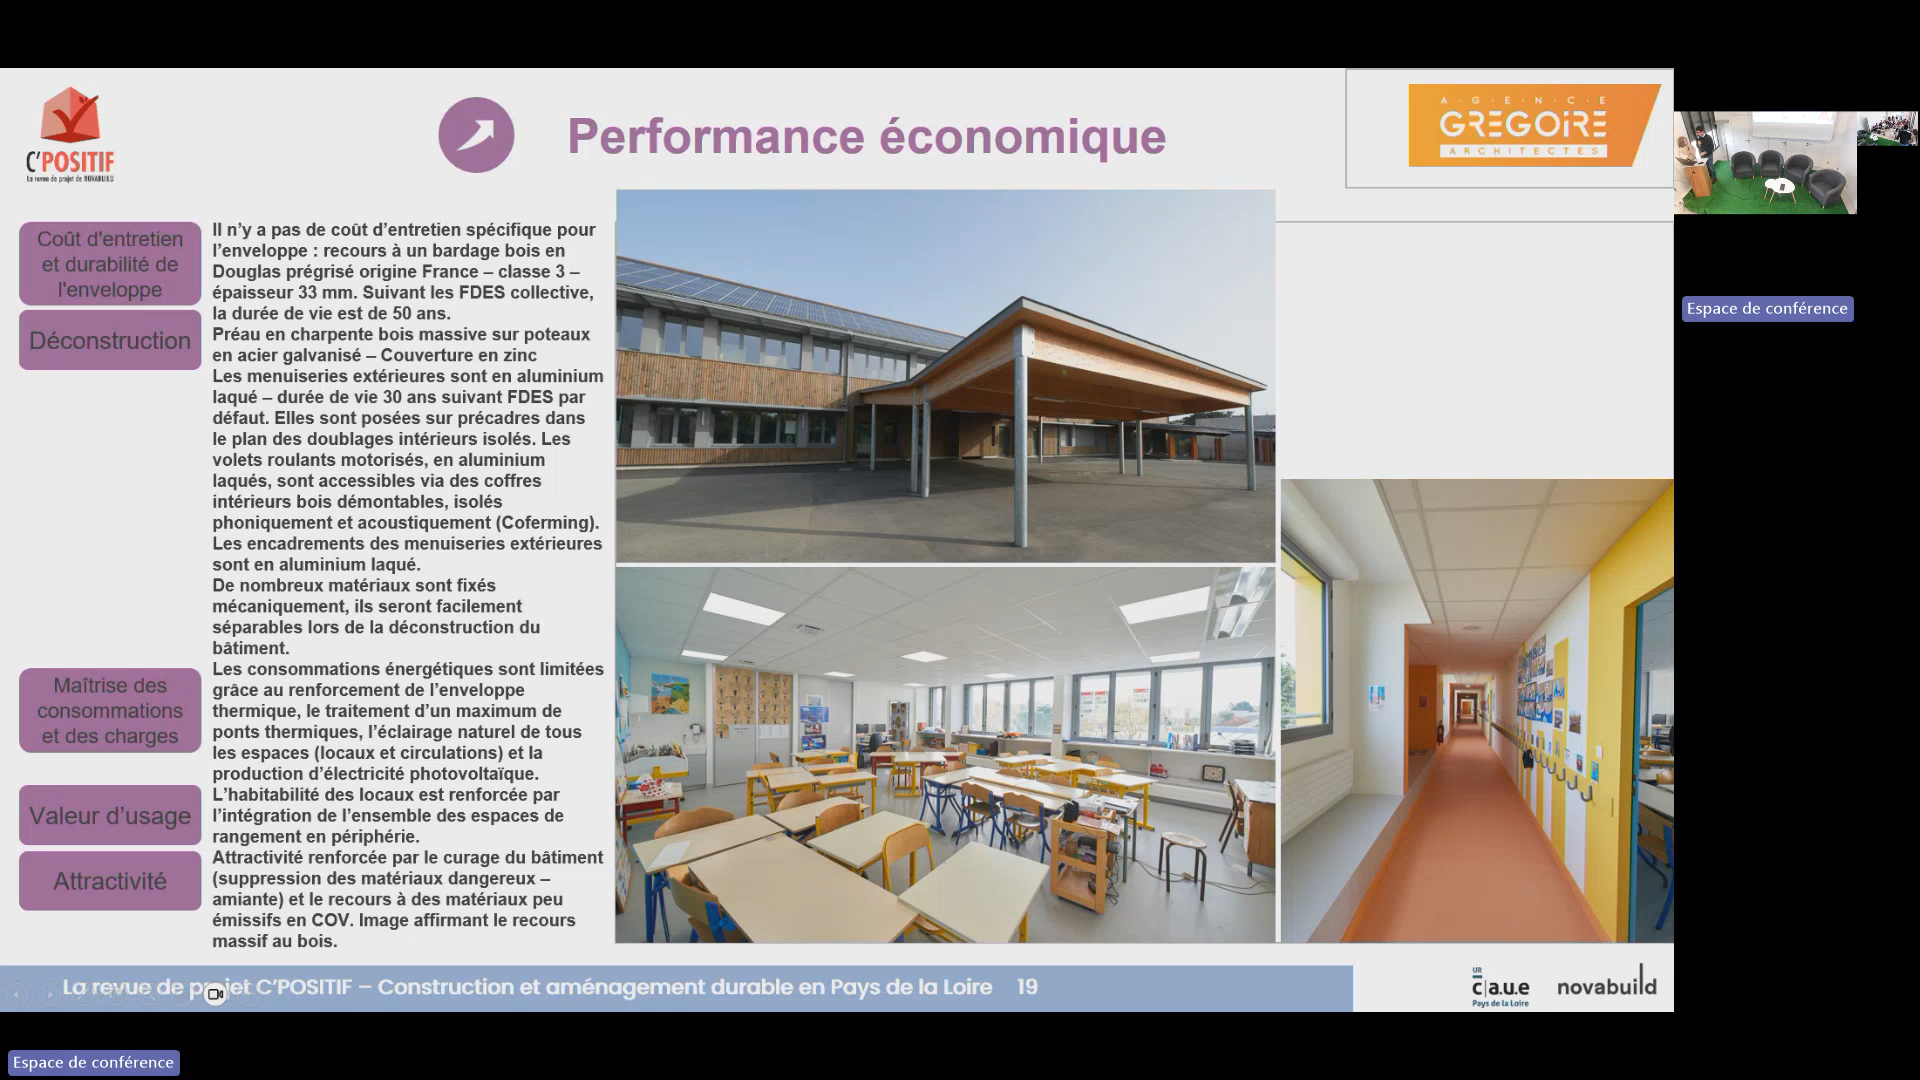 C'POSITIF
La revue de projet de NOVABUILD
Performance économique
A·G·E·N·C·E
GREGOIRE
ARCHITECTES
Coût d'entretien
et durabilité de
l'enveloppe
Déconstruction
Il n'y a pas de coût d'entretien spécifique pour
l'enveloppe : recours à un bardage bois en
Douglas prégrisé origine France – classe 3 –
épaisseur 33 mm. Suivant les FDES collective,
la durée de vie est de 50 ans.
Préau en charpente bois massive sur poteaux
en acier galvanisé – Couverture en zinc
Les menuiseries extérieures sont en aluminium
laqué – durée de vie 30 ans suivant FDES par
défaut. Elles sont posées sur précadres dans
le plan des doublages intérieurs isolés. Les
volets roulants motorisés, en aluminium
laqués, sont accessibles via des coffres
intérieurs bois démontables, isolés
phoniquement et acoustiquement (Coferming).
Les encadrements des menuiseries extérieures
sont en aluminium laqué.
De nombreux matériaux sont fixés
mécaniquement, ils seront facilement
séparables lors de la déconstruction du
bâtiment.
Maîtrise des
consommations
et des charges
Les consommations énergétiques sont limitées
grâce au renforcement de l'enveloppe
thermique, le traitement d'un maximum de
ponts thermiques, l'éclairage naturel de tous
les espaces (locaux et circulations) et la
production d'électricité photovoltaïque.
Valeur d'usage
L'habitabilité des locaux est renforcée par
l'intégration de l'ensemble des espaces de
rangement en périphérie.
Attractivité
Attractivité renforcée par le curage du bâtiment
(suppression des matériaux dangereux –
amiante) et le recours à des matériaux peu
émissifs en COV. Image affirmant le recours
massif au bois.
La revue de projet C'POSITIF – Construction et aménagement durable en Pays de la Loire 19
UR
c|a.u.e
Pays de la Loire
novabuild
Espace de conférence
Espace de conférence